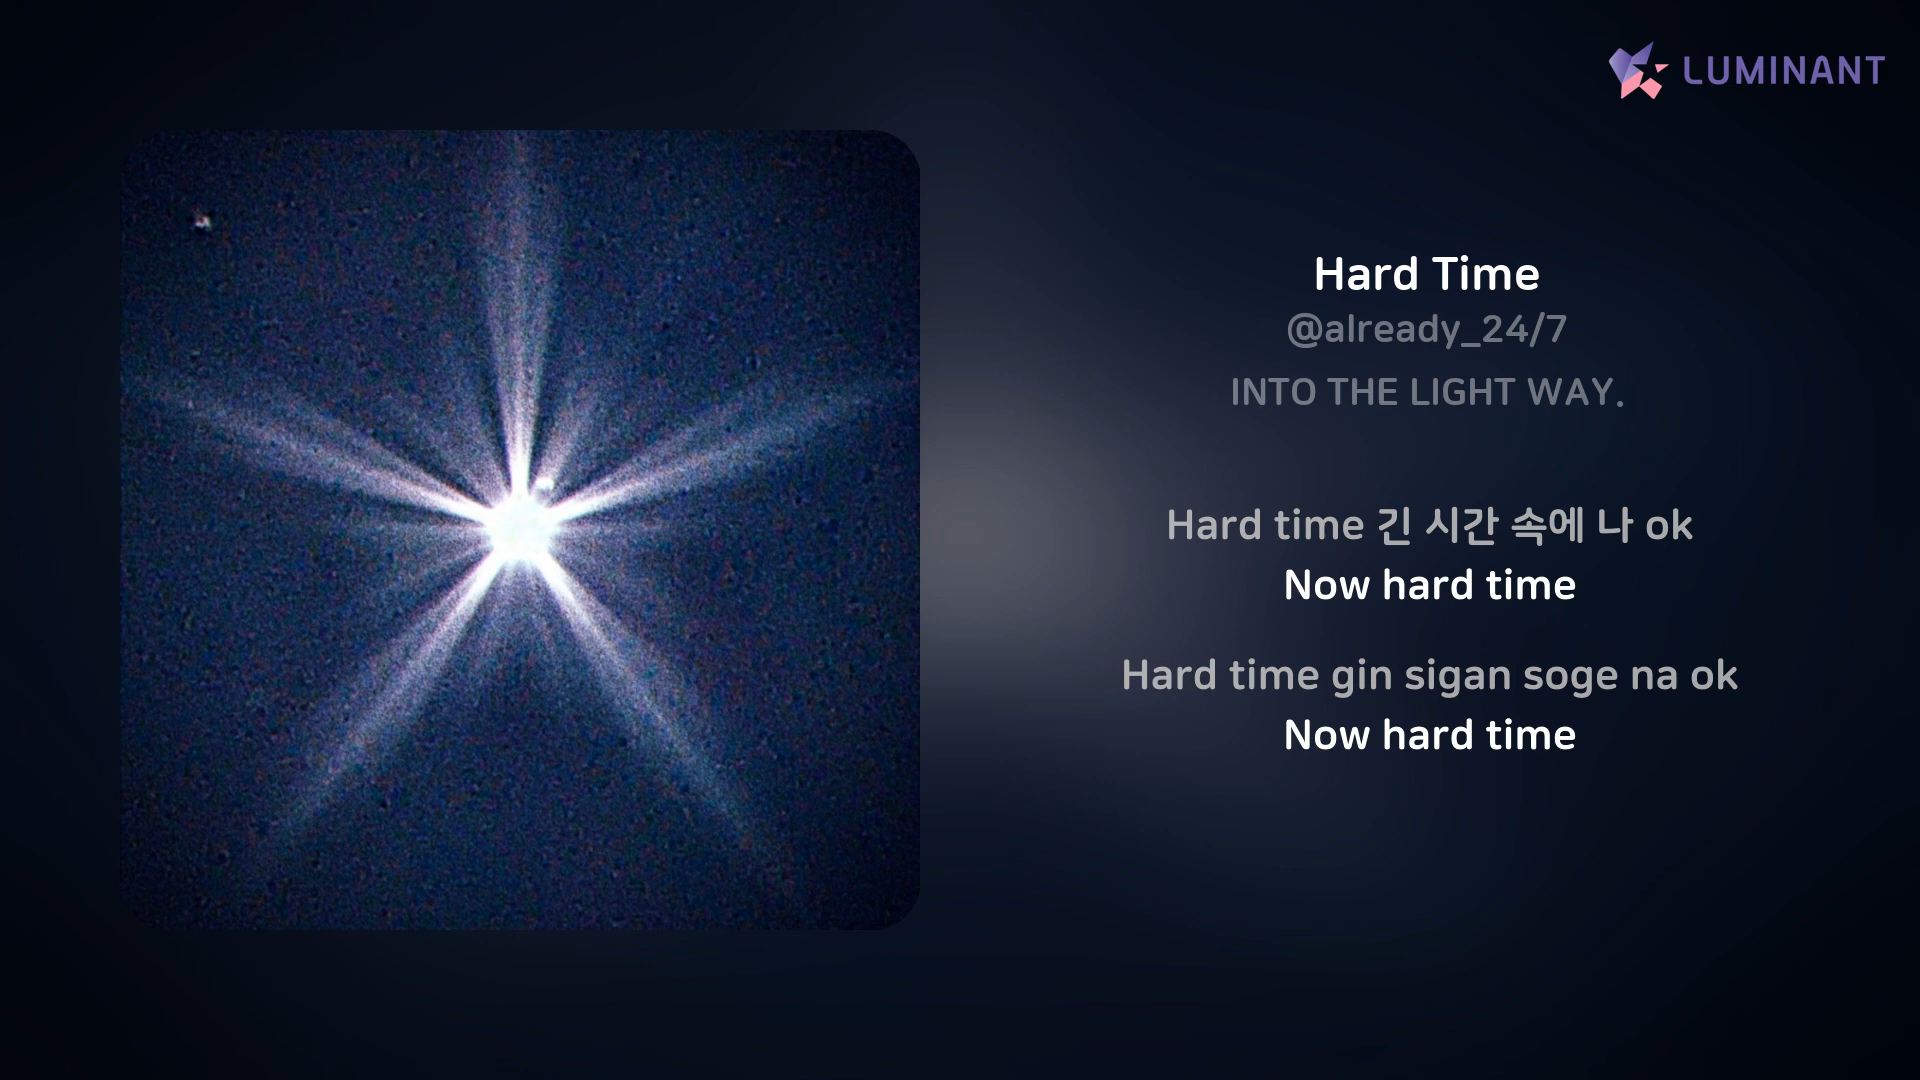 LUMINANT
Hard Time
@already_24/7
INTO THE LIGHT WAY.
Hard time 긴 시간 속에 나 ok
Now hard time
Hard time gin sigan soge na ok
Now hard time